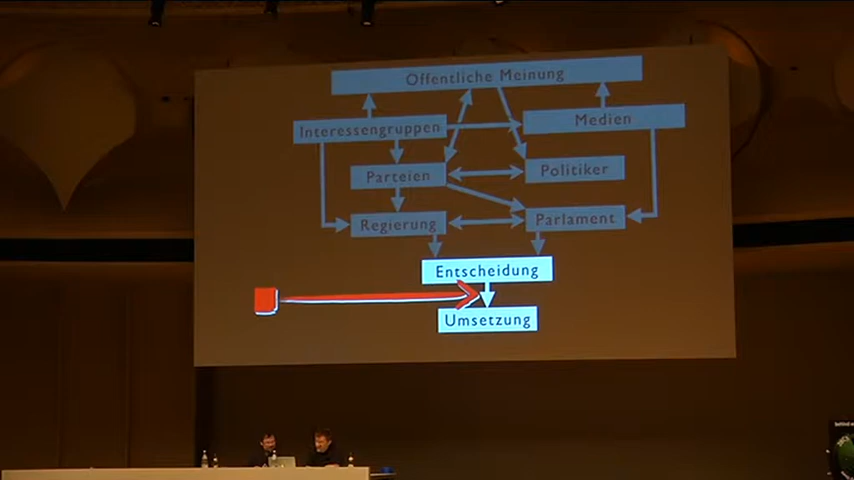 Öffentliche Meinung
Interessengruppen
Medien
Parteien
Politiker
Regierung
Parlament
Entscheidung
Umsetzung